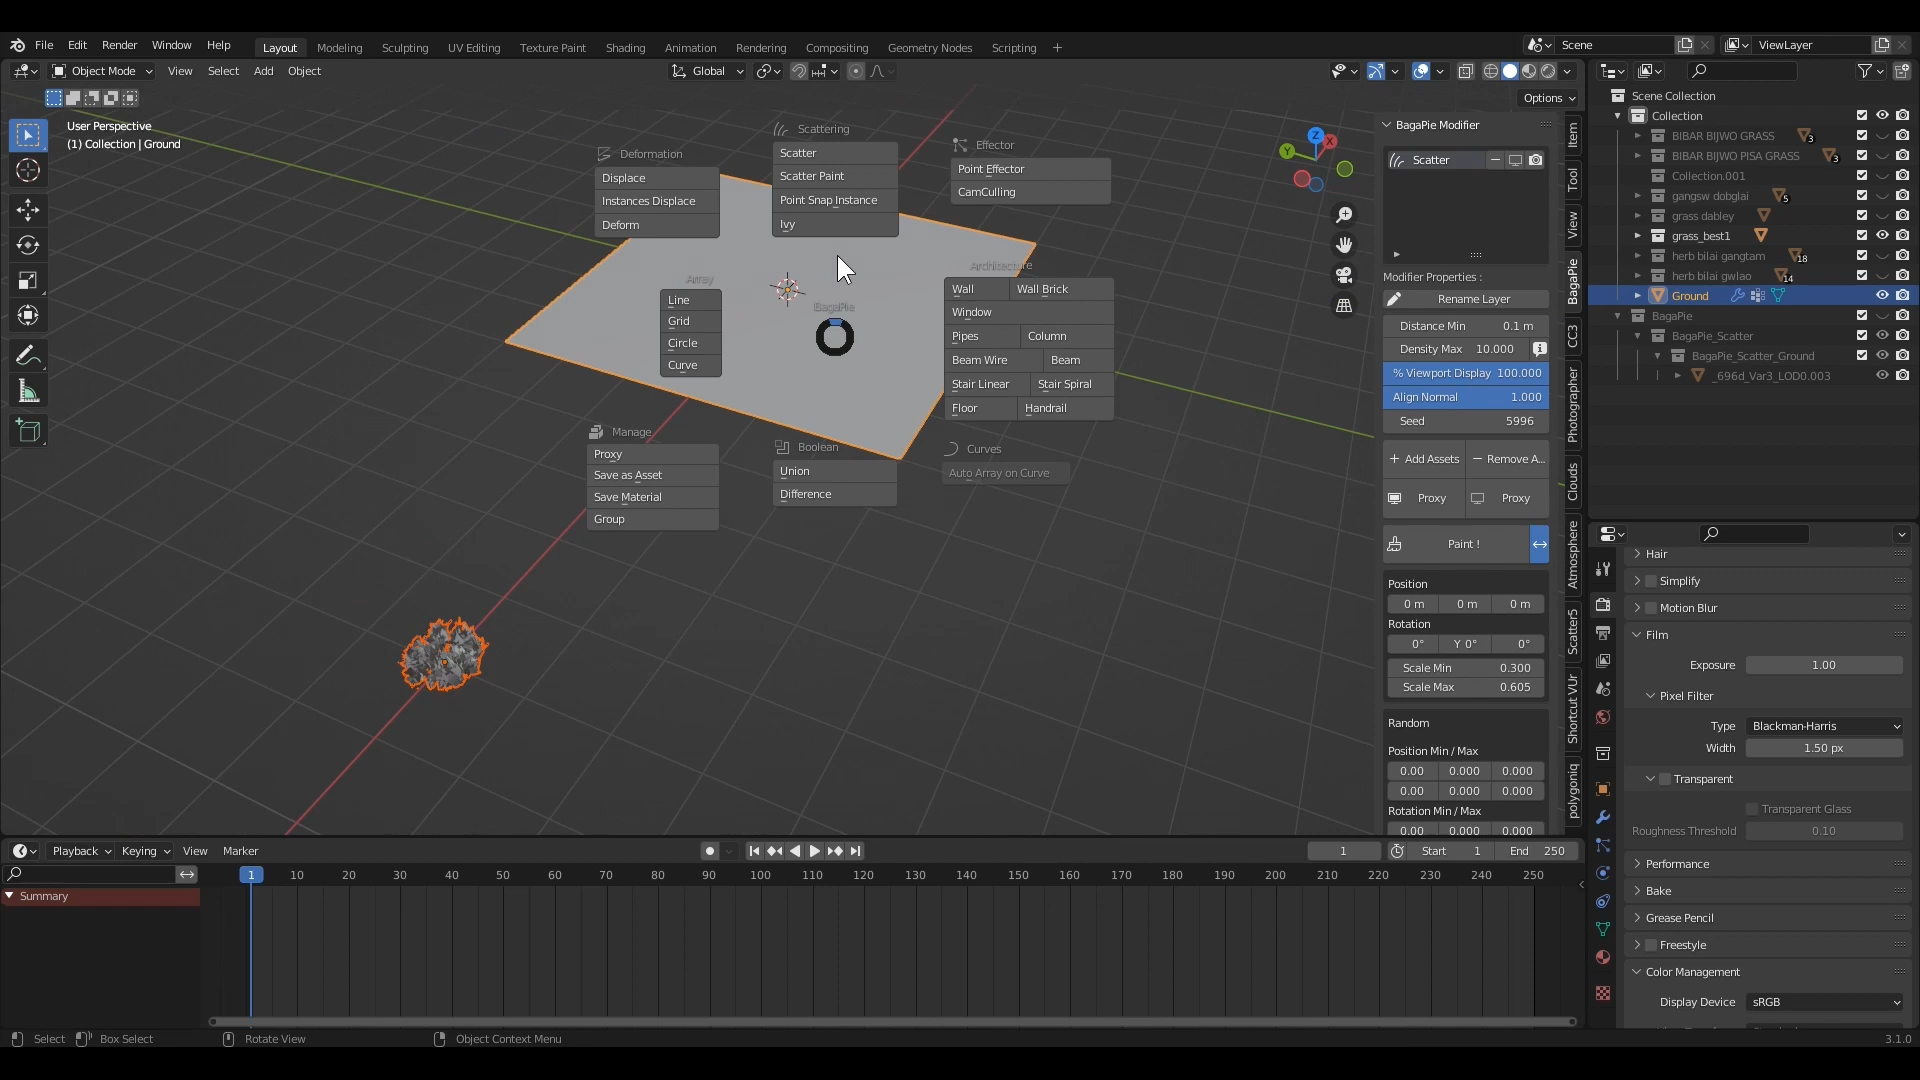 File Edit Render Window Help Layout Modeling Sculpting UV Editing Texture Paint Shading Animation Rendering Compositing Geometry Nodes Scripting + Scene ViewLayer
Object Mode View Select Add Object Global
Options
User Perspective
(1) Collection | Ground
Deformation
Displace
Instances Displace
Deform
Scattering
Scatter
Scatter Paint
Point Snap Instance
Ivy
Effector
Point Effector
CamCulling
Array
Line
Grid
Circle
Curve
BagaPie
Architecture
Wall Wall Brick
Window
Pipes Column
Beam Wire Beam
Stair Linear Stair Spiral
Floor Handrail
Manage
Proxy
Save as Asset
Save Material
Group
Boolean
Union
Difference
Curves
Auto Array on Curve
Z
Y
X
BagaPie Modifier
Scatter
Modifier Properties :
Rename Layer
Distance Min 0.1 m
Density Max 10.000
% Viewport Display 100.000
Align Normal 1.000
Seed 5996
Add Assets Remove A...
Proxy Proxy
Paint !
Position
0 m 0 m 0 m
Rotation
0° Y 0° 0°
Scale Min 0.300
Scale Max 0.605
Random
Position Min / Max
0.00 0.000 0.000
0.00 0.000 0.000
Rotation Min / Max
0.00 0.000 0.000
Item
Tool
View
BagaPie
CC3
Photographer
Clouds
Atmosphere
Scatter5
Shortcut VUr
polygoniq
Scene Collection
Collection
BIBAR BIJWO GRASS 3
BIBAR BIJWO PISA GRASS 3
Collection.001
gangsw dobglai 5
grass dabley
grass_best1
herb bilai gangtam 18
herb bilai gwlao 14
Ground
BagaPie
BagaPie_Scatter
BagaPie_Scatter_Ground
_696d_Var3_LOD0.003
Hair
Simplify
Motion Blur
Film
Exposure 1.00
Pixel Filter
Type Blackman-Harris
Width 1.50 px
Transparent
Transparent Glass
Roughness Threshold 0.10
Performance
Bake
Grease Pencil
Freestyle
Color Management
Display Device sRGB
Playback Keying View Marker 1 Start 1 End 250
1 10 20 30 40 50 60 70 80 90 100 110 120 130 140 150 160 170 180 190 200 210 220 230 240 250
Summary
Select Box Select Rotate View Object Context Menu 3.1.0